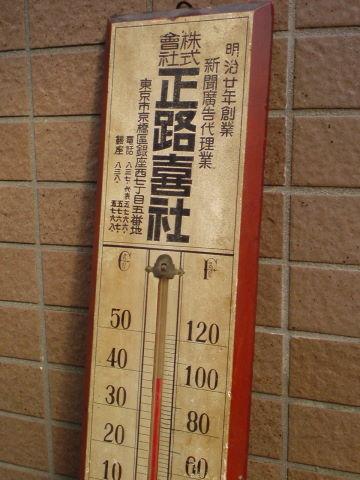 明治廿年創業
新聞廣告代理業
株式
會社
正路喜社
東京市京橋區銀座西七丁目五番地
電話
銀座
C
F
50
40
30
20
10
120
100
80
60